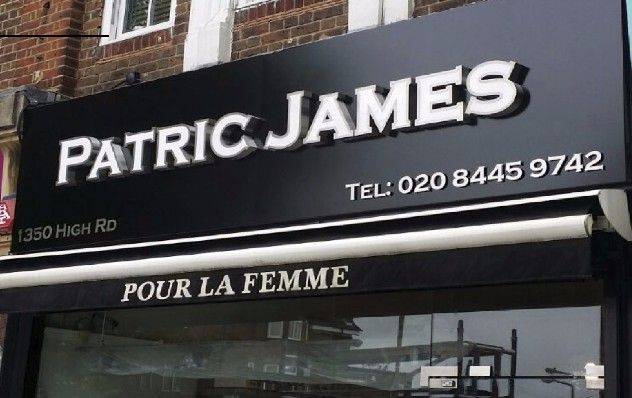 PATRIC JAMES
TEL: 020 8445 9742
1350 HIGH RD
POUR LA FEMME